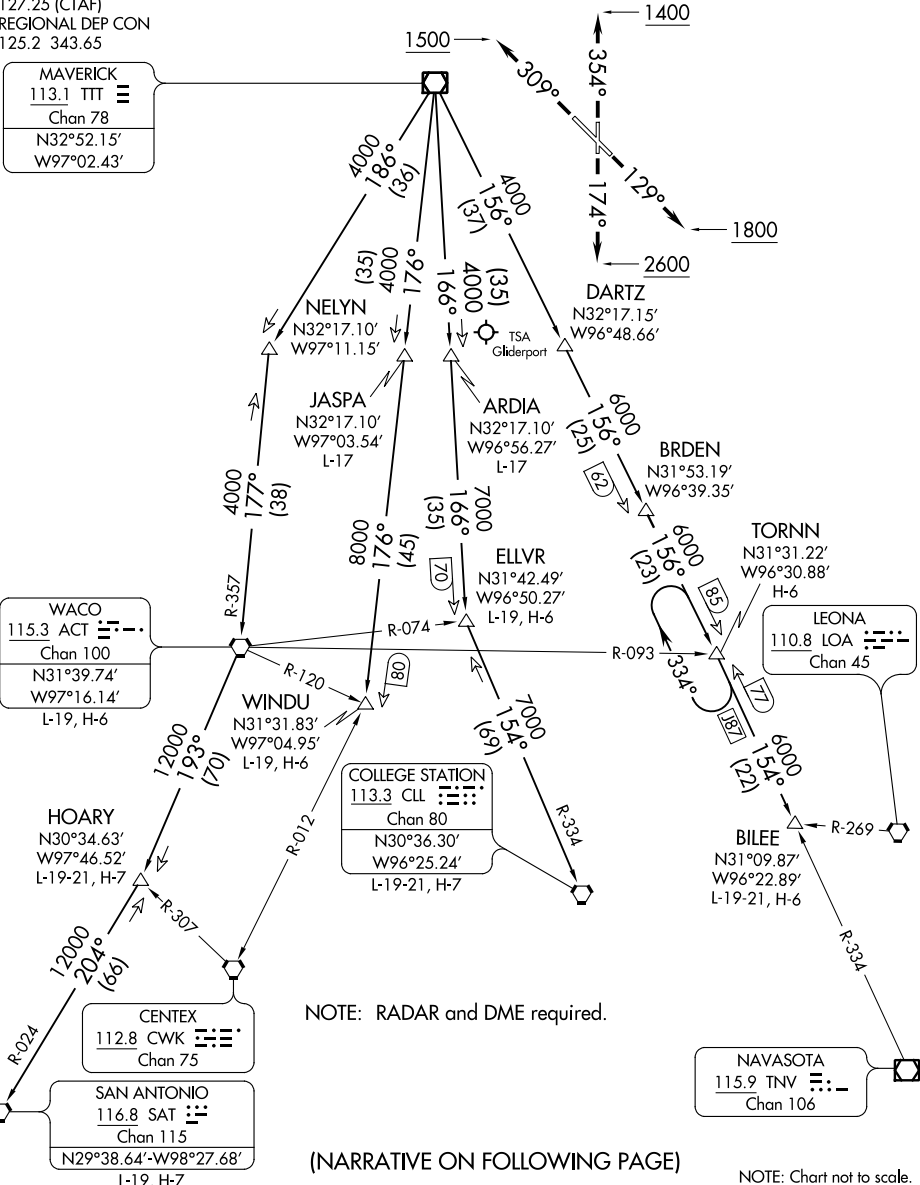 127.25 (CTAF)
REGIONAL DEP CON
125.2 343.65
MAVERICK
113.1 TTT
Chan 78
N32°52.15'
W97°02.43'
1500
1400
309°
354°
129°
174°
1800
2600
4000
186°
(36)
(35)
4000
176°
166°
4000
(35)
4000
156°
(37)
TSA
Gliderport
NELYN
N32°17.10'
W97°11.15'
JASPA
N32°17.10'
W97°03.54'
L-17
ARDIA
N32°17.10'
W96°56.27'
L-17
DARTZ
N32°17.15'
W96°48.66'
6000
156°
(25)
62
BRDEN
N31°53.19'
W96°39.35'
4000
177°
(38)
R-357
8000
176°
(45)
7000
166°
(35)
70
ELLVR
N31°42.49'
W96°50.27'
L-19, H-6
6000
156°
(23)
85
TORNN
N31°31.22'
W96°30.88'
H-6
WACO
115.3 ACT
Chan 100
N31°39.74'
W97°16.14'
L-19, H-6
R-074
R-093
R-120
80
WINDU
N31°31.83'
W97°04.95'
L-19, H-6
334°
J87
77
LEONA
110.8 LOA
Chan 45
6000
154°
(22)
R-269
BILEE
N31°09.87'
W96°22.89'
L-19-21, H-6
7000
154°
(69)
R-334
COLLEGE STATION
113.3 CLL
Chan 80
N30°36.30'
W96°25.24'
L-19-21, H-7
12000
193°
(70)
HOARY
N30°34.63'
W97°46.52'
L-19-21, H-7
R-012
R-307
12000
204°
(66)
R-024
CENTEX
112.8 CWK
Chan 75
NOTE: RADAR and DME required.
R-334
NAVASOTA
115.9 TNV
Chan 106
SAN ANTONIO
116.8 SAT
Chan 115
N29°38.64'-W98°27.68'
L-19, H-7
(NARRATIVE ON FOLLOWING PAGE)
NOTE: Chart not to scale.